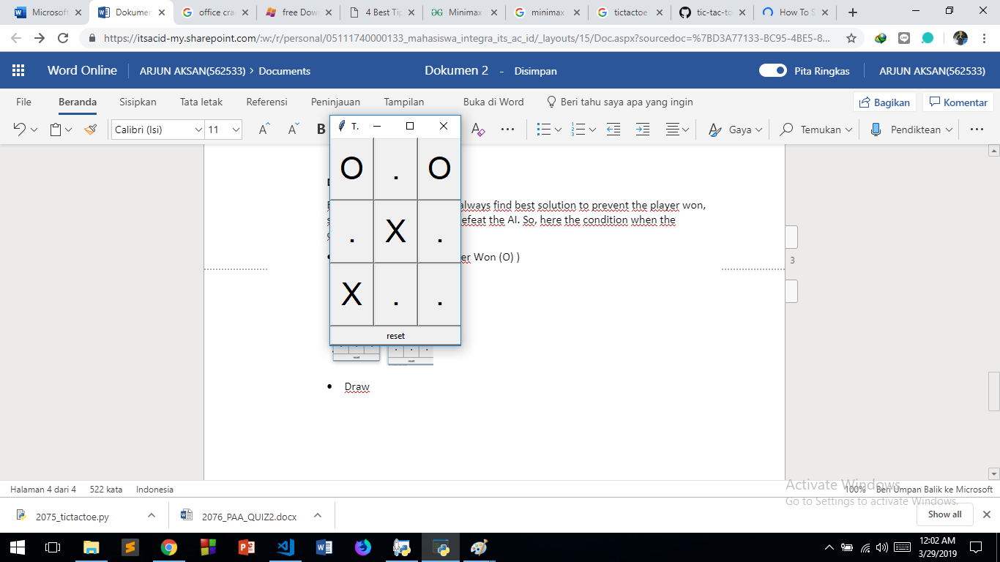 Microsoft
Dokumen
office cra
free Dow
4 Best Tip
Minimax
minimax
tictactoe
tic-tac-to
How To S
https://itsacid-my.sharepoint.com/:w:/r/personal/05111740000133_mahasiswa_integra_its_ac_id/_layouts/15/Doc.aspx?sourcedoc=%7BD3A77133-BC95-4BE5-8...
Word Online ARJUN AKSAN(562533) > Documents Dokumen 2 - Disimpan Pita Ringkas ARJUN AKSAN(562533)
File Beranda Sisipkan Tata letak Referensi Peninjauan Tampilan Buka di Word Beri tahu saya apa yang ingin Bagikan Komentar
Calibri (Isi) 11 A A B Gaya Temukan Pendiktean
T.
O . O
. X .
X . .
reset
always find best solution to prevent the player won,
efeat the AI. So, here the condition when the
er Won (O) )
3
reset reset
• Draw
Halaman 4 dari 4 522 kata Indonesia 100% Beri Umpan Balik ke Microsoft
Activate Windows
Go to Settings to activate Windows.
2075_tictactoe.py 2076_PAA_QUIZ2.docx Show all
12:02 AM
3/29/2019